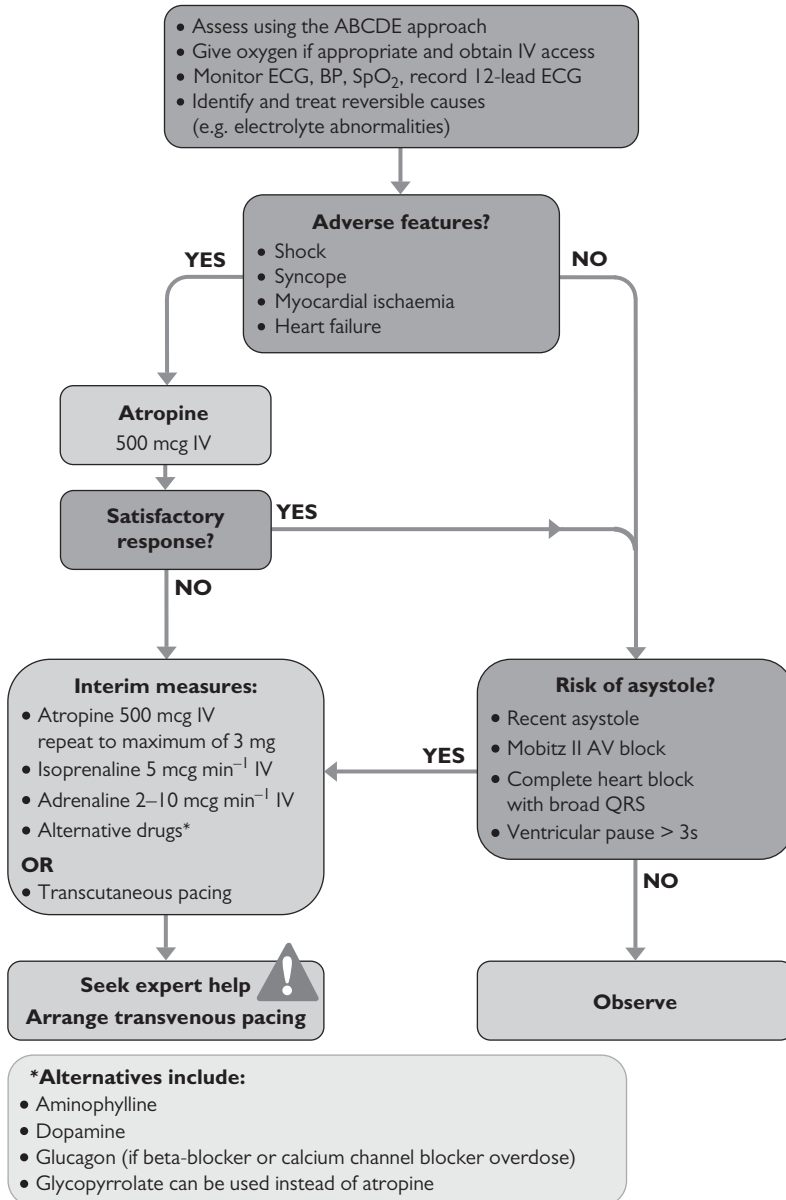 • Assess using the ABCDE approach
• Give oxygen if appropriate and obtain IV access
• Monitor ECG, BP, SpO₂, record 12-lead ECG
• Identify and treat reversible causes
(e.g. electrolyte abnormalities)
Adverse features?
• Shock
• Syncope
• Myocardial ischaemia
• Heart failure
YES
NO
Atropine
500 mcg IV
Satisfactory
response?
YES
NO
Interim measures:
• Atropine 500 mcg IV
repeat to maximum of 3 mg
• Isoprenaline 5 mcg min⁻¹ IV
• Adrenaline 2–10 mcg min⁻¹ IV
• Alternative drugs*
OR
• Transcutaneous pacing
YES
Risk of asystole?
• Recent asystole
• Mobitz II AV block
• Complete heart block
with broad QRS
• Ventricular pause > 3s
NO
Seek expert help
Arrange transvenous pacing
!
Observe
*Alternatives include:
• Aminophylline
• Dopamine
• Glucagon (if beta-blocker or calcium channel blocker overdose)
• Glycopyrrolate can be used instead of atropine